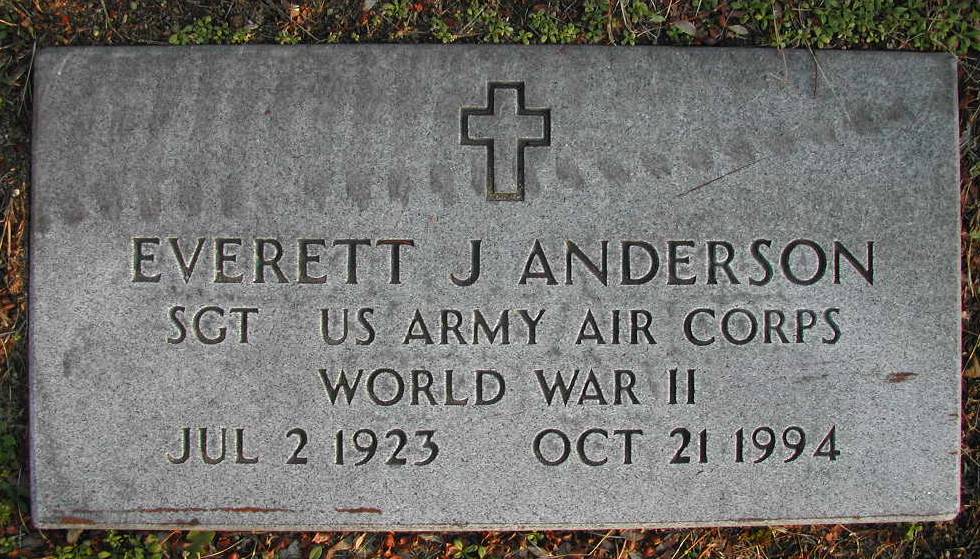 EVERETT J ANDERSON
SGT US ARMY AIR CORPS
WORLD WAR II
JUL 2 1923 OCT 21 1994